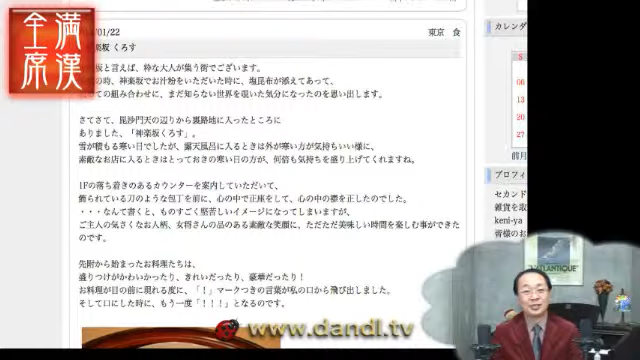 満漢
全席
/01/22
東京 食
楽坂 くろす
坂と言えば、粋な大人が集う街でございます。
の時、神楽坂でお汁粉をいただいた時に、塩昆布が添えてあって、
ての組み合わせに、まだ知らない世界を覗いた気分になったのを思い出します。
さてさて、毘沙門天の辺りから裏路地に入ったところに
ありました、「神楽坂くろす」。
雪が積もる寒い日でしたが、露天風呂に入るときは外が寒い方が気持ちいい様に、
素敵なお店に入るときはとっておきの寒い日の方が、何倍も気持ちを盛り上げてくれますね。
1Fの落ち着きのあるカウンターを案内していただいて、
飾られている刀のような包丁を前に、心の中で正座をして、心の中の襟を正したのでした。
・・・なんて書くと、ものすごく堅苦しいイメージになってしまいますが、
ご主人の気さくなお人柄、女将さんの品のある素敵な笑顔に、ただただ美味しい時間を楽しむ事ができた
のです。
先附から始まったお料理たちは、
盛りつけがかわいかったり、きれいだったり、豪華だったり！
お料理が目の前に現れる度に、「！」マークつきの言葉が私の口から飛び出しました。
そして口にした時に、もう一度「！！！」となるのです。
カレンダ
S
06
13
20
27
前月
プロフィ
セカンド
雑貨を取
keni-ya
皆様のお
ATLANTIQUE
www.dandl.tv